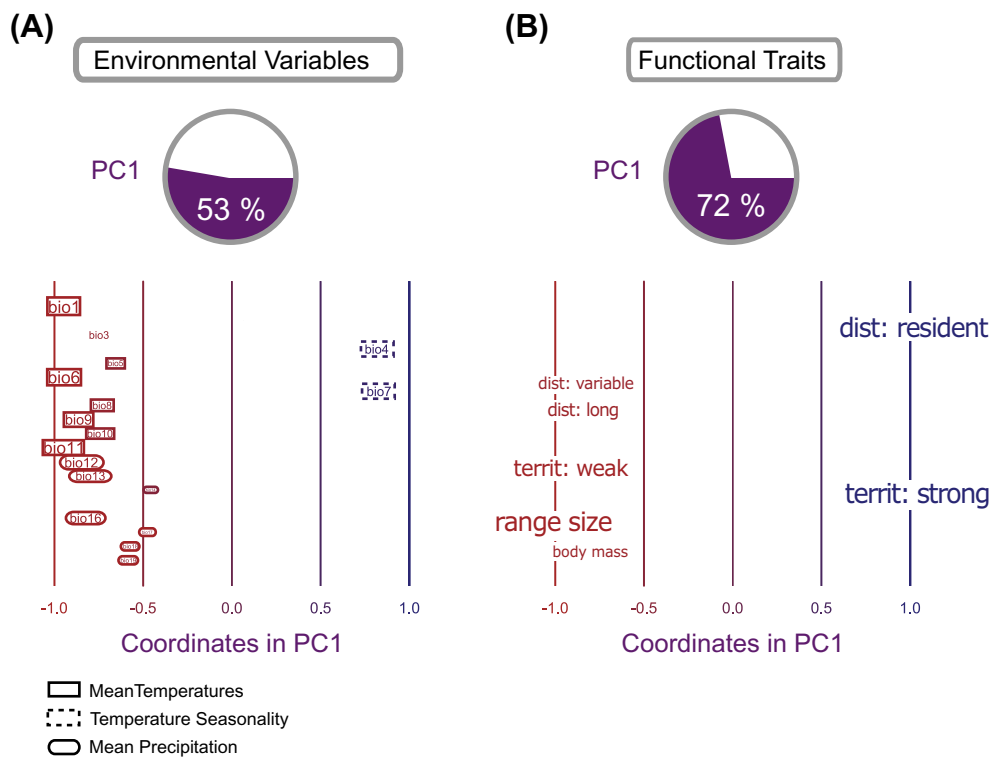 (A)
Environmental Variables
PC1
53 %
bio1
bio3
bio4
bio5
bio6
bio7
bio8
bio9
bio10
bio11
bio12
bio13
bio16
-1.0
-0.5
0.0
0.5
1.0
Coordinates in PC1
MeanTemperatures
Temperature Seasonality
Mean Precipitation
(B)
Functional Traits
PC1
72 %
dist: resident
dist: variable
dist: long
territ: weak
territ: strong
range size
body mass
-1.0
-0.5
0.0
0.5
1.0
Coordinates in PC1